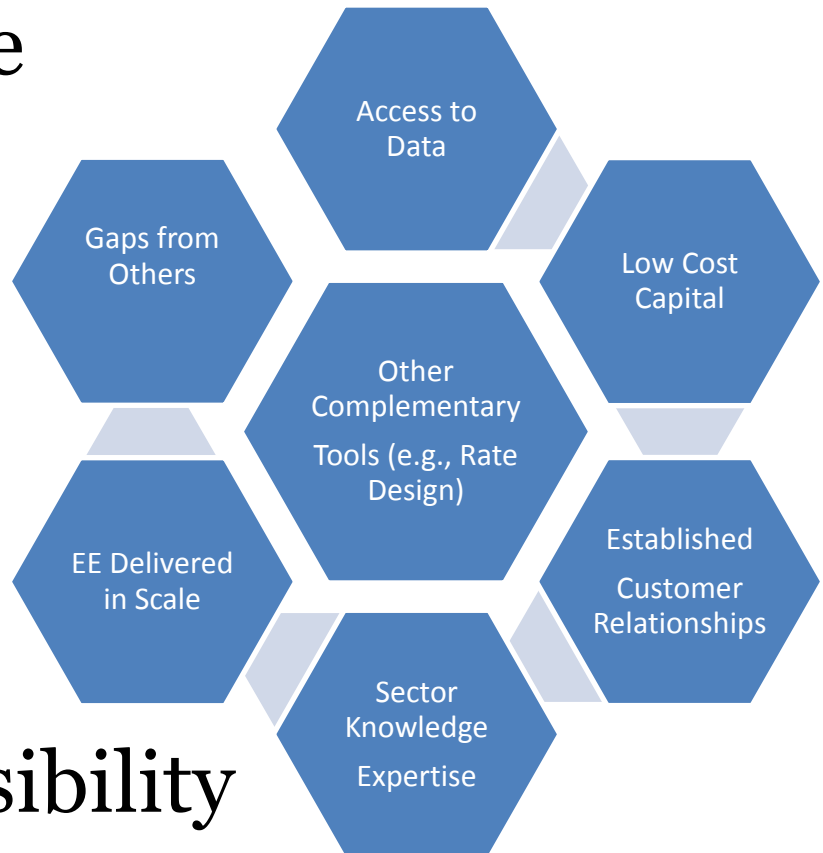 e
Access to
Data
Gaps from
Others
Low Cost
Capital
Other
Complementary
Tools (e.g., Rate
Design)
EE Delivered
in Scale
Established
Customer
Relationships
Sector
Knowledge
Expertise
sibility